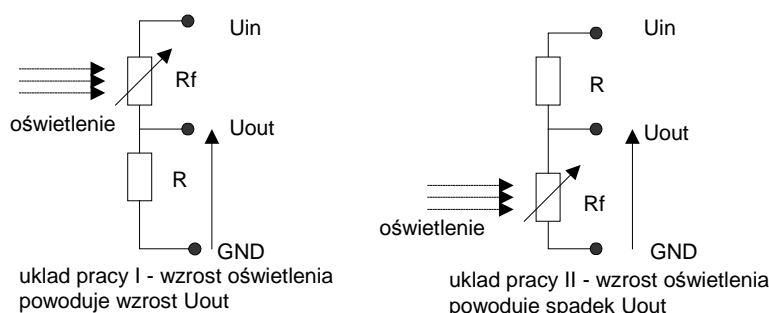 Uin
Rf
oświetlenie
Uout
R
GND
uklad pracy I - wzrost oświetlenia
powoduje wzrost Uout
Uin
R
Uout
oświetlenie
Rf
GND
uklad pracy II - wzrost oświetlenia
powoduje spadek Uout